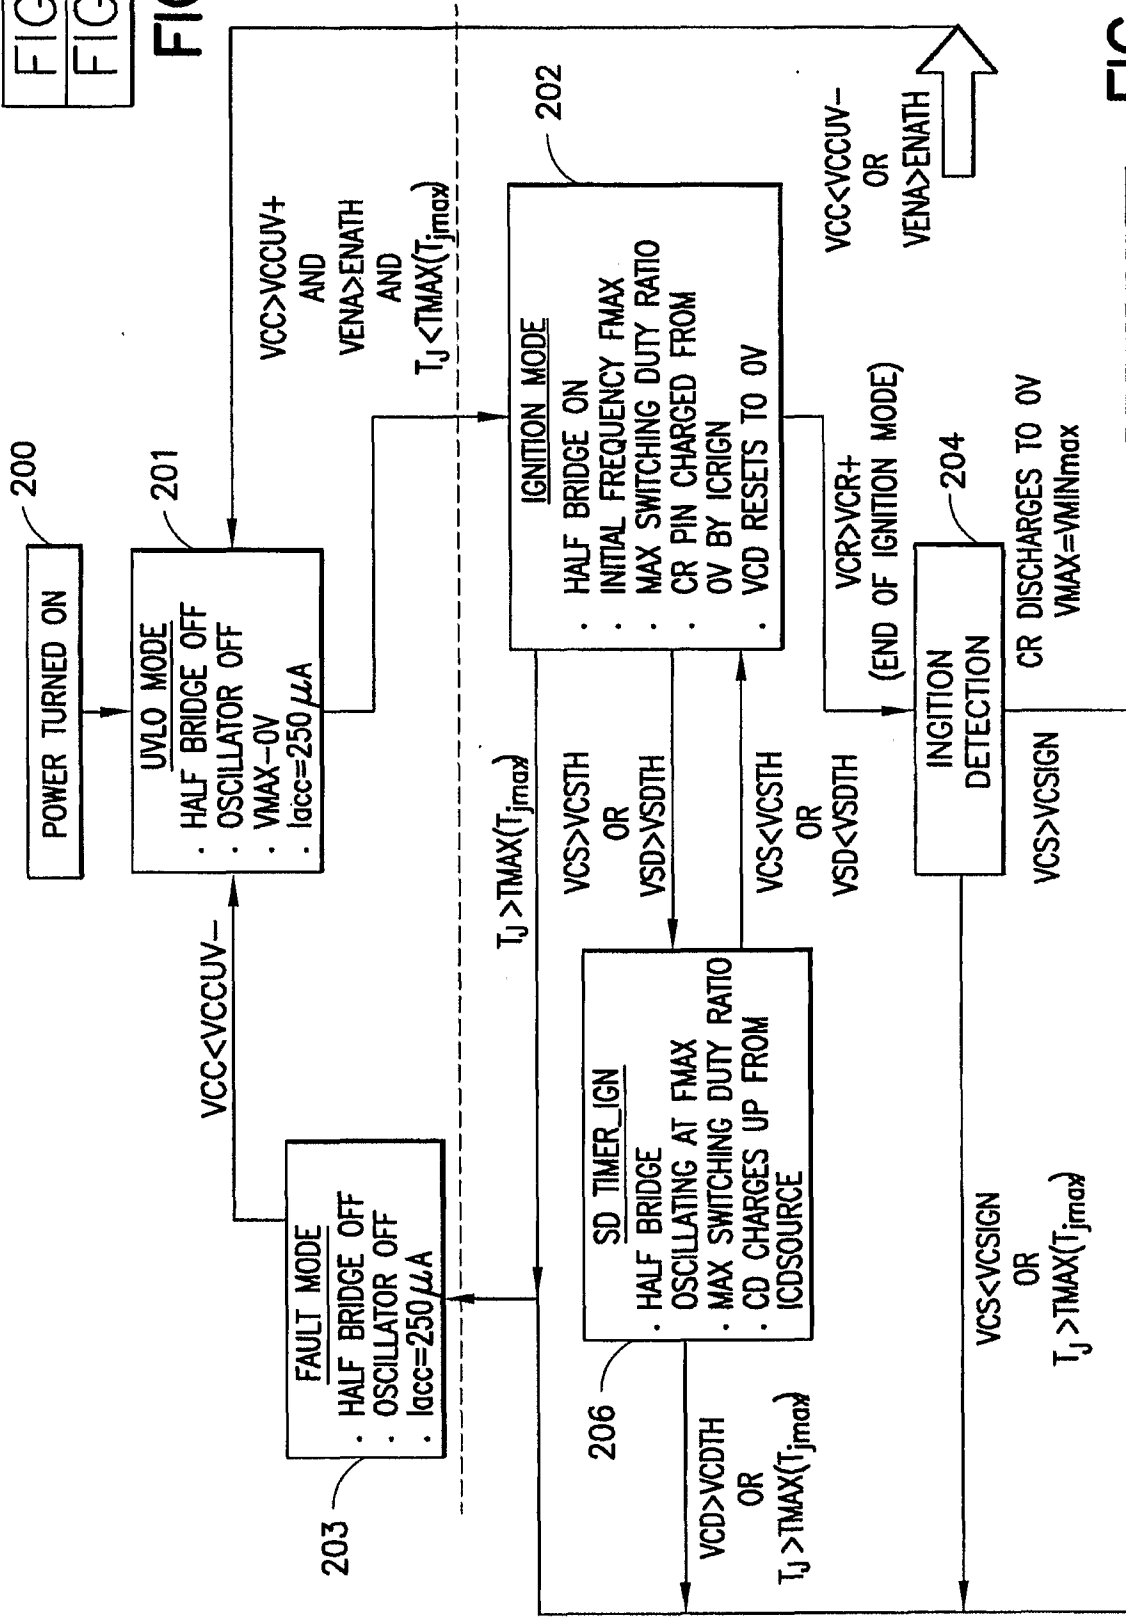 POWER TURNED ON
200
UVLO MODE
· HALF BRIDGE OFF
· OSCILLATOR OFF
· VMAX-0V
· Iacc=250 μA
201
VCC<VCCUV-
FAULT MODE
· HALF BRIDGE OFF
· OSCILLATOR OFF
· Iacc=250 μA
203
VCC>VCCUV+
AND
VENA>ENATH
AND
TJ<TMAX(Tjmax)
FIG
FIG
FIG
IGNITION MODE
· HALF BRIDGE ON
· INITIAL FREQUENCY FMAX
· MAX SWITCHING DUTY RATIO
· CR PIN CHARGED FROM
0V BY ICRIGN
· VCD RESETS TO 0V
202
TJ>TMAX(Tjmax)
VCS>VCSTH
OR
VSD>VSDTH
VCS<VCSTH
OR
VSD<VSDTH
SD TIMER_IGN
· HALF BRIDGE
OSCILLATING AT FMAX
· MAX SWITCHING DUTY RATIO
· CD CHARGES UP FROM
ICDSOURCE
206
VCD>VCDTH
OR
TJ>TMAX(Tjmax)
VCR>VCR+
(END OF IGNITION MODE)
VCC<VCCUV-
OR
VENA>ENATH
INGITION
DETECTION
204
VCS<VCSIGN
OR
TJ>TMAX(Tjmax)
VCS>VCSIGN
CR DISCHARGES TO 0V
VMAX=VMINmax